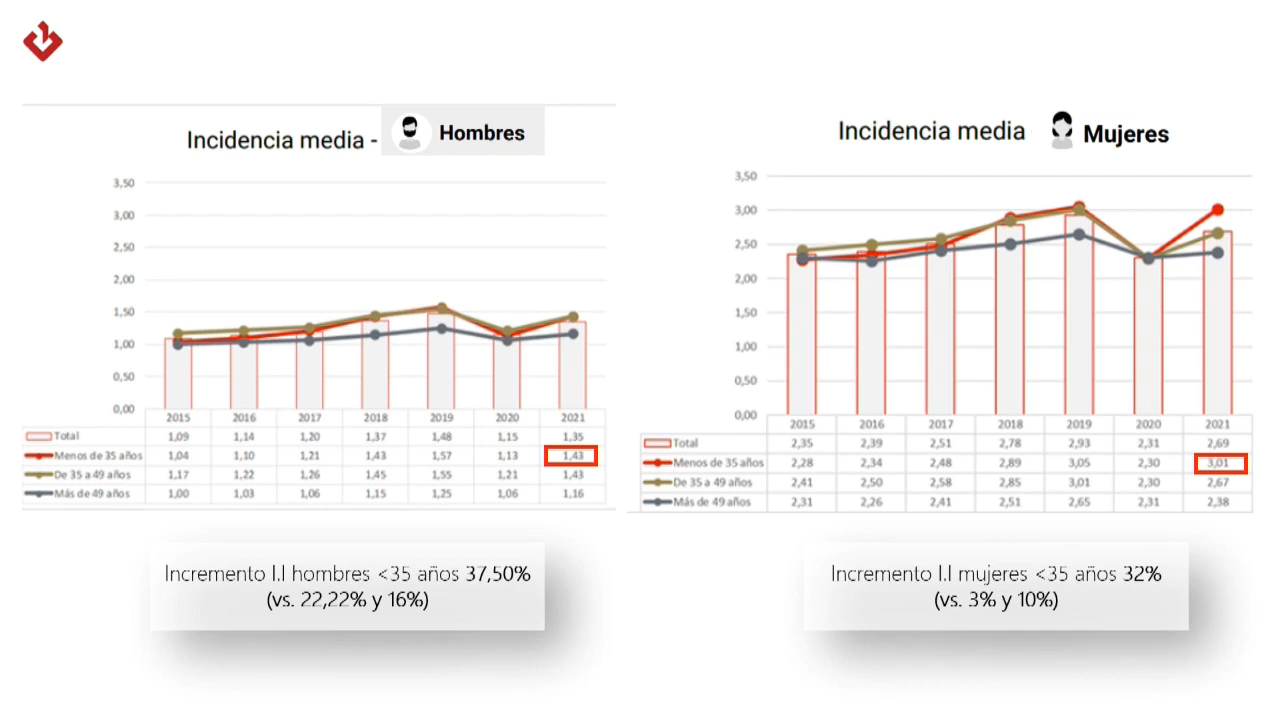 Incidencia media - Hombres
3,50
3,00
2,50
2,00
1,50
1,00
0,50
0,00
2015 2016 2017 2018 2019 2020 2021
Total 1,09 1,14 1,20 1,37 1,48 1,15 1,35
Menos de 35 años 1,04 1,10 1,21 1,43 1,57 1,13 1,43
De 35 a 49 años 1,17 1,22 1,26 1,45 1,55 1,21 1,43
Más de 49 años 1,00 1,03 1,06 1,15 1,25 1,06 1,16
Incremento I.I hombres <35 años 37,50%
(vs. 22,22% y 16%)
Incidencia media Mujeres
3,50
3,00
2,50
2,00
1,50
1,00
0,50
0,00
2015 2016 2017 2018 2019 2020 2021
Total 2,35 2,39 2,51 2,78 2,93 2,31 2,69
Menos de 35 años 2,28 2,34 2,48 2,89 3,05 2,30 3,01
De 35 a 49 años 2,41 2,50 2,58 2,85 3,01 2,30 2,67
Más de 49 años 2,31 2,26 2,41 2,51 2,65 2,31 2,38
Incremento I.I mujeres <35 años 32%
(vs. 3% y 10%)